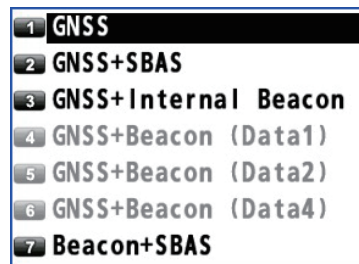 1 GNSS
2 GNSS+SBAS
3 GNSS+Internal Beacon
4 GNSS+Beacon (Data1)
5 GNSS+Beacon (Data2)
6 GNSS+Beacon (Data4)
7 Beacon+SBAS